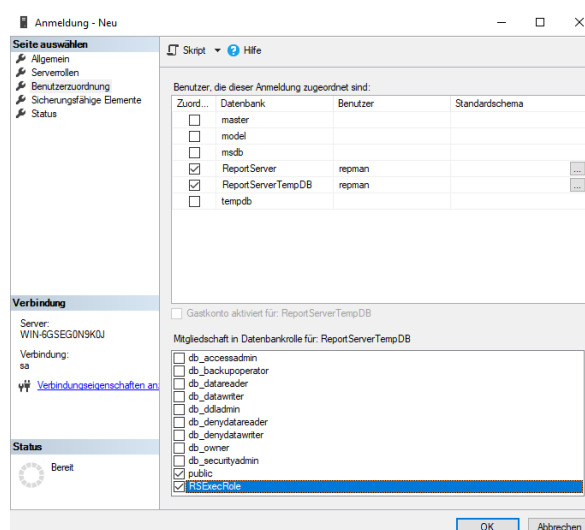 Anmeldung - Neu
Seite auswählen
Allgemein
Serverrollen
Benutzerzuordnung
Sicherungsfähige Elemente
Status
Skript
Hilfe
Benutzer, die dieser Anmeldung zugeordnet sind:
Zuord... Datenbank Benutzer Standardschema
master
model
msdb
ReportServer repman ...
ReportServerTempDB repman ...
tempdb
Gastkonto aktiviert für: ReportServerTempDB
Mitgliedschaft in Datenbankrolle für: ReportServerTempDB
db_accessadmin
db_backupoperator
db_datareader
db_datawriter
db_ddladmin
db_denydatareader
db_denydatawriter
db_owner
db_securityadmin
public
RSExecRole
Verbindung
Server:
WIN-6GSEG0N9K0J
Verbindung:
sa
Verbindungseigenschaften an
Status
Bereit
OK Abbrechen